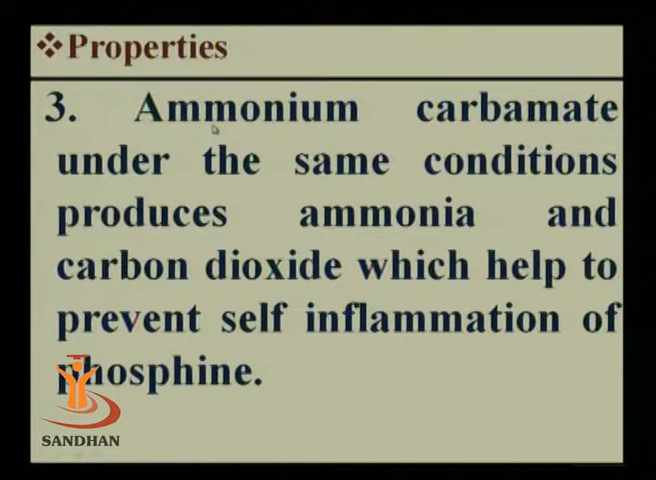 ❖Properties
3. Ammonium carbamate
under the same conditions
produces ammonia and
carbon dioxide which help to
prevent self inflammation of
phosphine.
SANDHAN